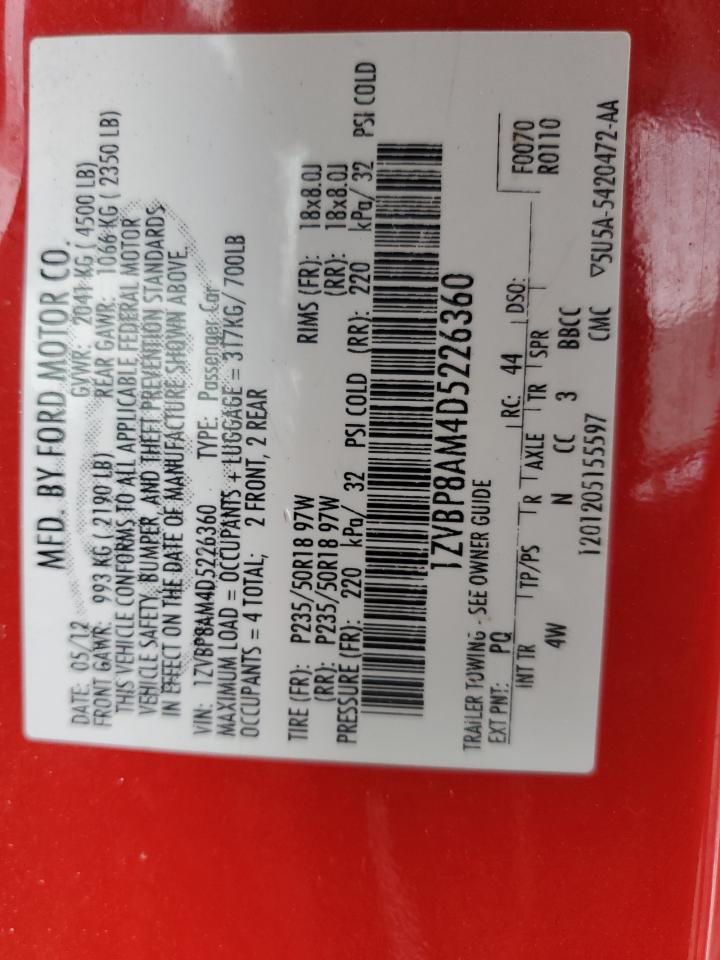 MFD. BY FORD MOTOR CO.
DATE: 05/12 GVWR: 2041 KG ( 4500 LB)
FRONT GAWR: 993 KG ( 2190 LB) REAR GAWR: 1066 KG ( 2350 LB)
THIS VEHICLE CONFORMS TO ALL APPLICABLE FEDERAL MOTOR
VEHICLE SAFETY, BUMPER, AND THEFT PREVENTION STANDARDS
IN EFFECT ON THE DATE OF MANUFACTURE SHOWN ABOVE.
VIN: 1ZVBP8AM4D5226360 TYPE: Passenger Car
MAXIMUM LOAD = OCCUPANTS + LUGGAGE = 317KG/ 700LB
OCCUPANTS = 4 TOTAL; 2 FRONT, 2 REAR
TIRE (FR): P235/50R18 97W RIMS (FR): 18x8.0J
(RR): P235/50R18 97W (RR): 18x8.0J
PRESSURE (FR): 220 kPa/ 32 PSI COLD (RR): 220 kPa/ 32 PSI COLD
1ZVBP8AM4D5226360
TRAILER TOWING - SEE OWNER GUIDE
EXT PNT: PQ RC: 44 DSO: F0070
R0110
INT TR TP/PS R AXLE TR SPR
4W N CC 3 BBCC
1201205155597 CMC ▽5U5A-5420472-AA